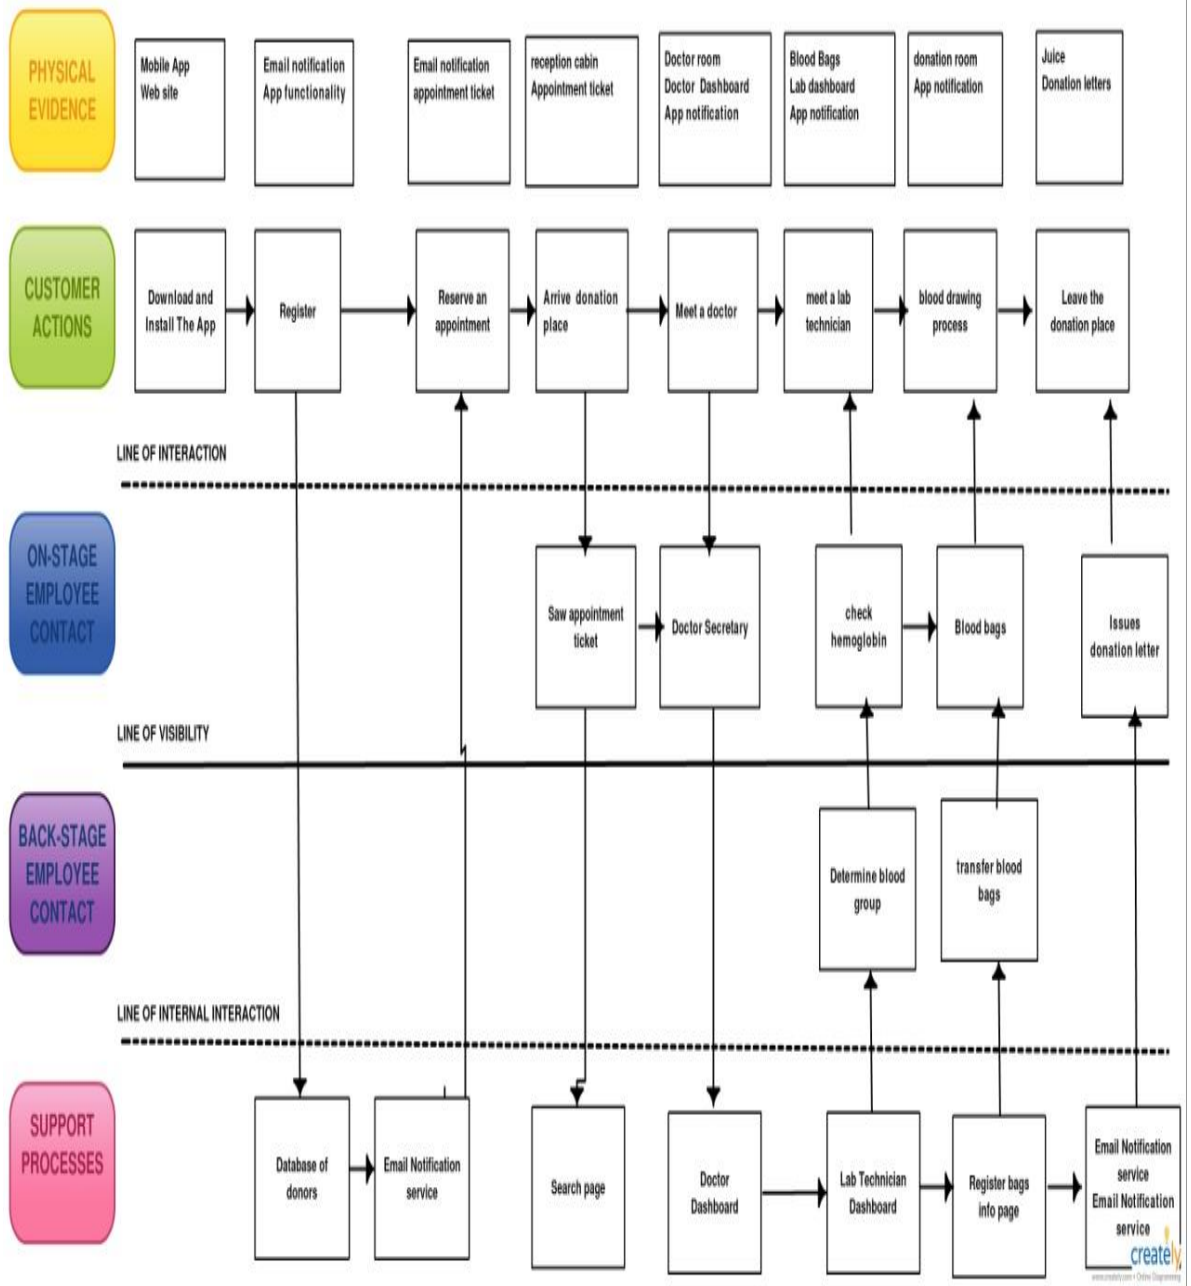 PHYSICAL
EVIDENCE
Mobile App
Web site
Email notification
App functionality
Email notification
appointment ticket
reception cabin
Appointment ticket
Doctor room
Doctor Dashboard
App notification
Blood Bags
Lab dashboard
App notification
donation room
App notification
Juice
Donation letters
CUSTOMER
ACTIONS
Download and
Install The App
Register
Reserve an
appointment
Arrive donation
place
Meet a doctor
meet a lab
technician
blood drawing
process
Leave the
donation place
LINE OF INTERACTION
ON-STAGE
EMPLOYEE
CONTACT
Saw appointment
ticket
Doctor Secretary
check
hemoglobin
Blood bags
Issues
donation letter
LINE OF VISIBILITY
BACK-STAGE
EMPLOYEE
CONTACT
Determine blood
group
transfer blood
bags
LINE OF INTERNAL INTERACTION
SUPPORT
PROCESSES
Database of
donors
Email Notification
service
Search page
Doctor
Dashboard
Lab Technician
Dashboard
Register bags
info page
Email Notification
service
Email Notification
service
creately
www.creately.com • Online Diagramming